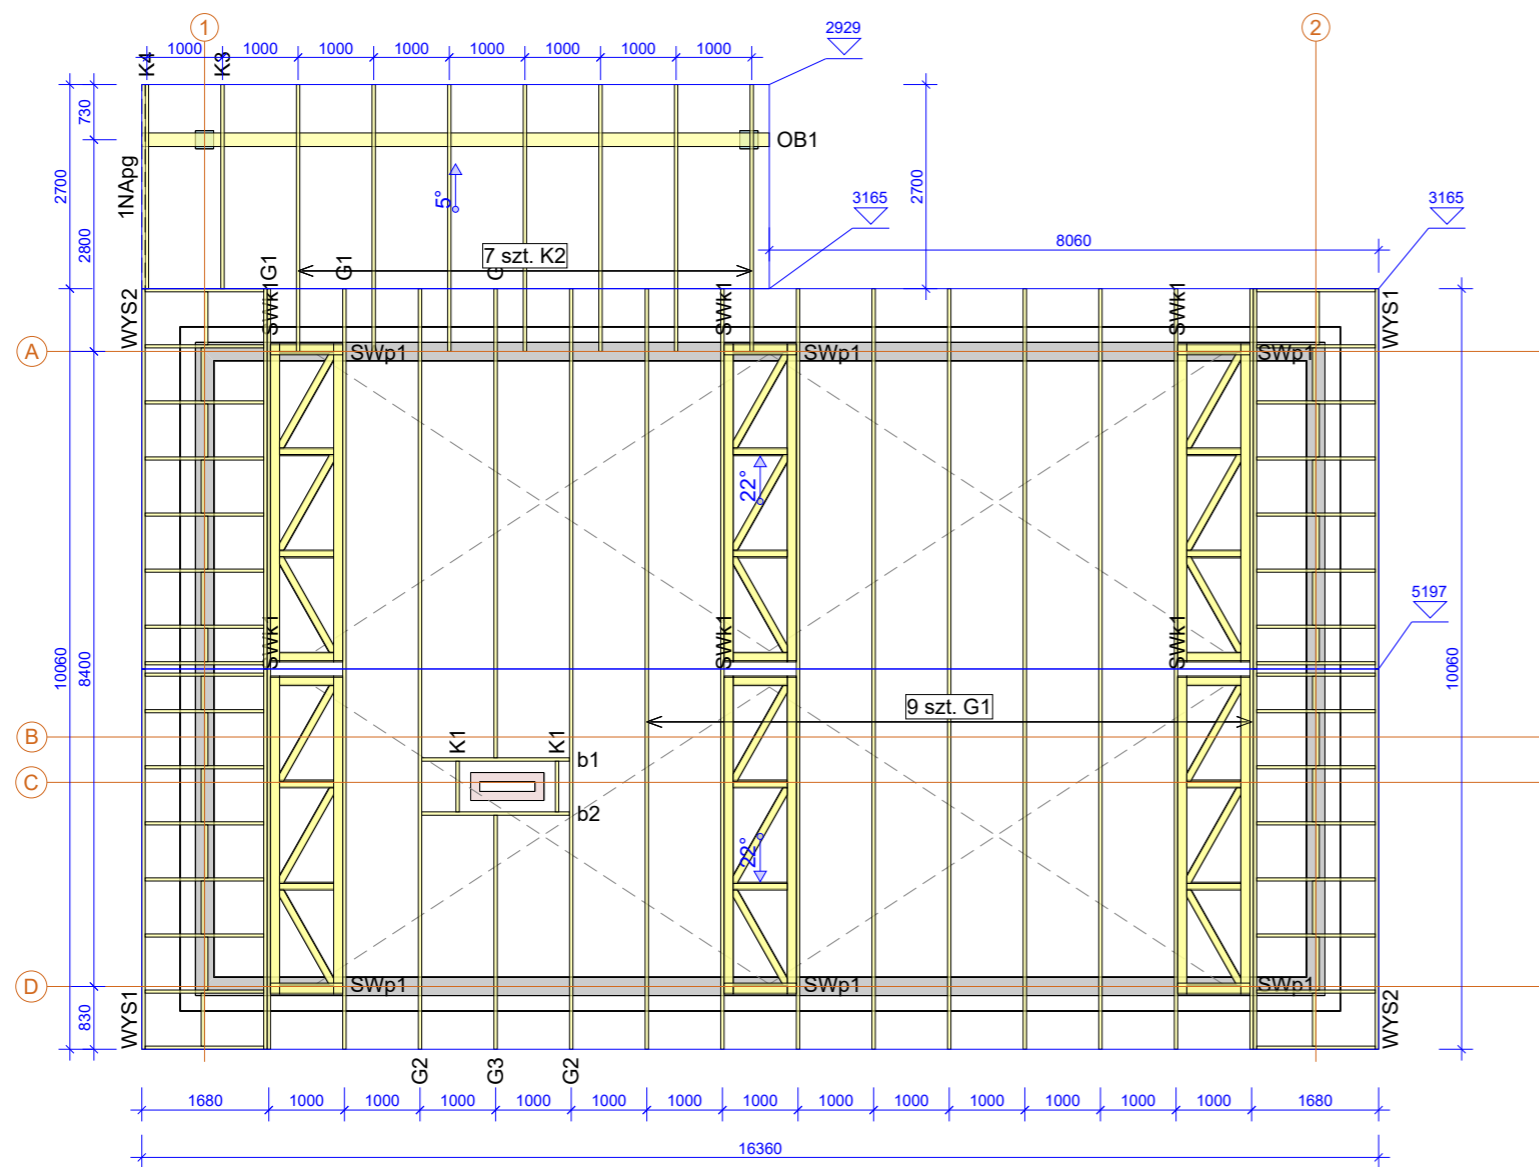 1
2
2929
1000 1000 1000 1000 1000 1000 1000 1000
K4
K3
730
OB1
2700
1NApg
5°
2700
3165
3165
2800
8060
7 szt. K2
G1
G1
G
WYS2
SWk1
SWk1
SWk1
WYS1
A
SWp1
SWp1
SWp1
22°
5197
SWk1
SWk1
SWk1
10060
8400
10060
9 szt. G1
B
K1
K1
b1
C
b2
22°
D
SWp1
SWp1
SWp1
830
WYS1
WYS2
G2
G3
G2
1680 1000 1000 1000 1000 1000 1000 1000 1000 1000 1000 1000 1000 1000 1680
16360